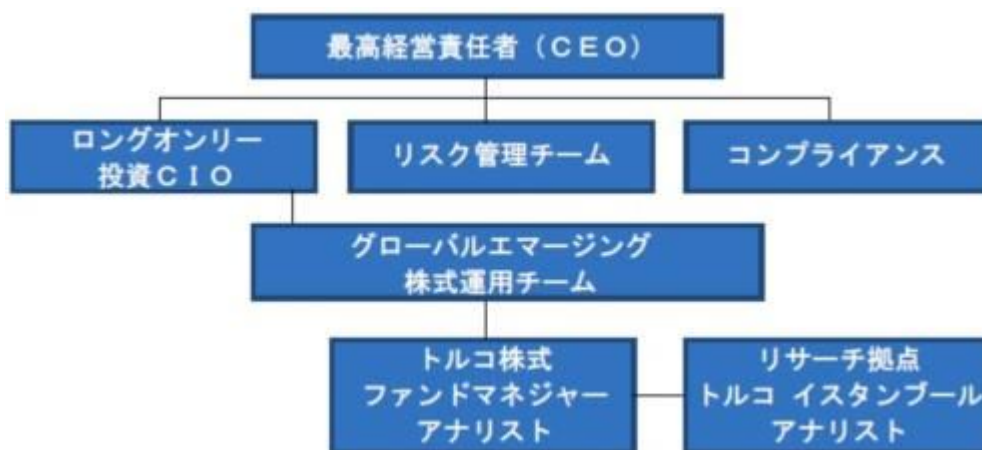 最高経営責任者（ＣＥＯ）
ロングオンリー
投資ＣＩＯ
リスク管理チーム
コンプライアンス
グローバルエマージング
株式運用チーム
トルコ株式
ファンドマネジャー
アナリスト
リサーチ拠点
トルコ イスタンブール
アナリスト